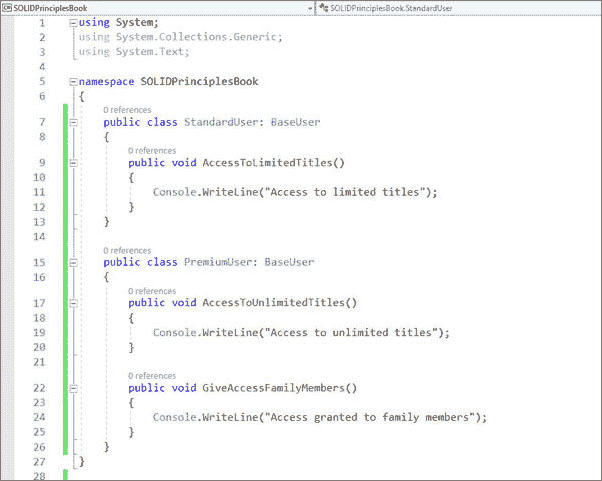 SOLIDPrinciplesBook SOLIDPrinciplesBook.StandardUser
1 using System;
2 using System.Collections.Generic;
3 using System.Text;
4
5 namespace SOLIDPrinciplesBook
6 {
0 references
7 public class StandardUser: BaseUser
8 {
0 references
9 public void AccessToLimitedTitles()
10 {
11 Console.WriteLine("Access to limited titles");
12 }
13 }
14
0 references
15 public class PremiumUser: BaseUser
16 {
0 references
17 public void AccessToUnlimitedTitles()
18 {
19 Console.WriteLine("Access to unlimited titles");
20 }
21
0 references
22 public void GiveAccessFamilyMembers()
23 {
24 Console.WriteLine("Access granted to family members");
25 }
26 }
27 }
28